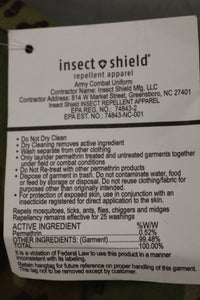 insect shield®
repellent apparel
Army Combat Uniform
Contractor Name: Insect Shield Mfg, LLC
Contractor Address: 814 W Market Street, Greensboro, NC 27401
Insect Shield INSECT REPELLENT APPAREL
EPA REG. NO.: 74843-2
EPA EST. NO.: 74843-NC-001
• Do Not Dry Clean
• Dry Cleaning removes active ingredient
• Wash separate from other clothing
• Only launder permethrin treated and untreated garments together
under field or combat conditions
• Do Not Re-treat with other permethrin products
• Dispose of garment in trash. Do not contaminate water, food
or feed by storage or disposal. Do not reuse clothing/fabric for
purposes other than originally intended.
• For protection of exposed skin, use in conjunction with an
insecticide registered for direct application to the skin.
Repels mosquitoes, ticks, ants, flies, chiggers and midges
Repellency remains effective for 25 washings
ACTIVE INGREDIENT %W/W
Permethrin 0.52%
OTHER INGREDIENTS: (Garment) 99.48%
TOTAL 100.00%
It is a violation of Federal Law to use this product in a manner
inconsistent with its labeling.
Retain hangtag for future reference on proper handling of this garment.
This tag not to be removed except by customer.